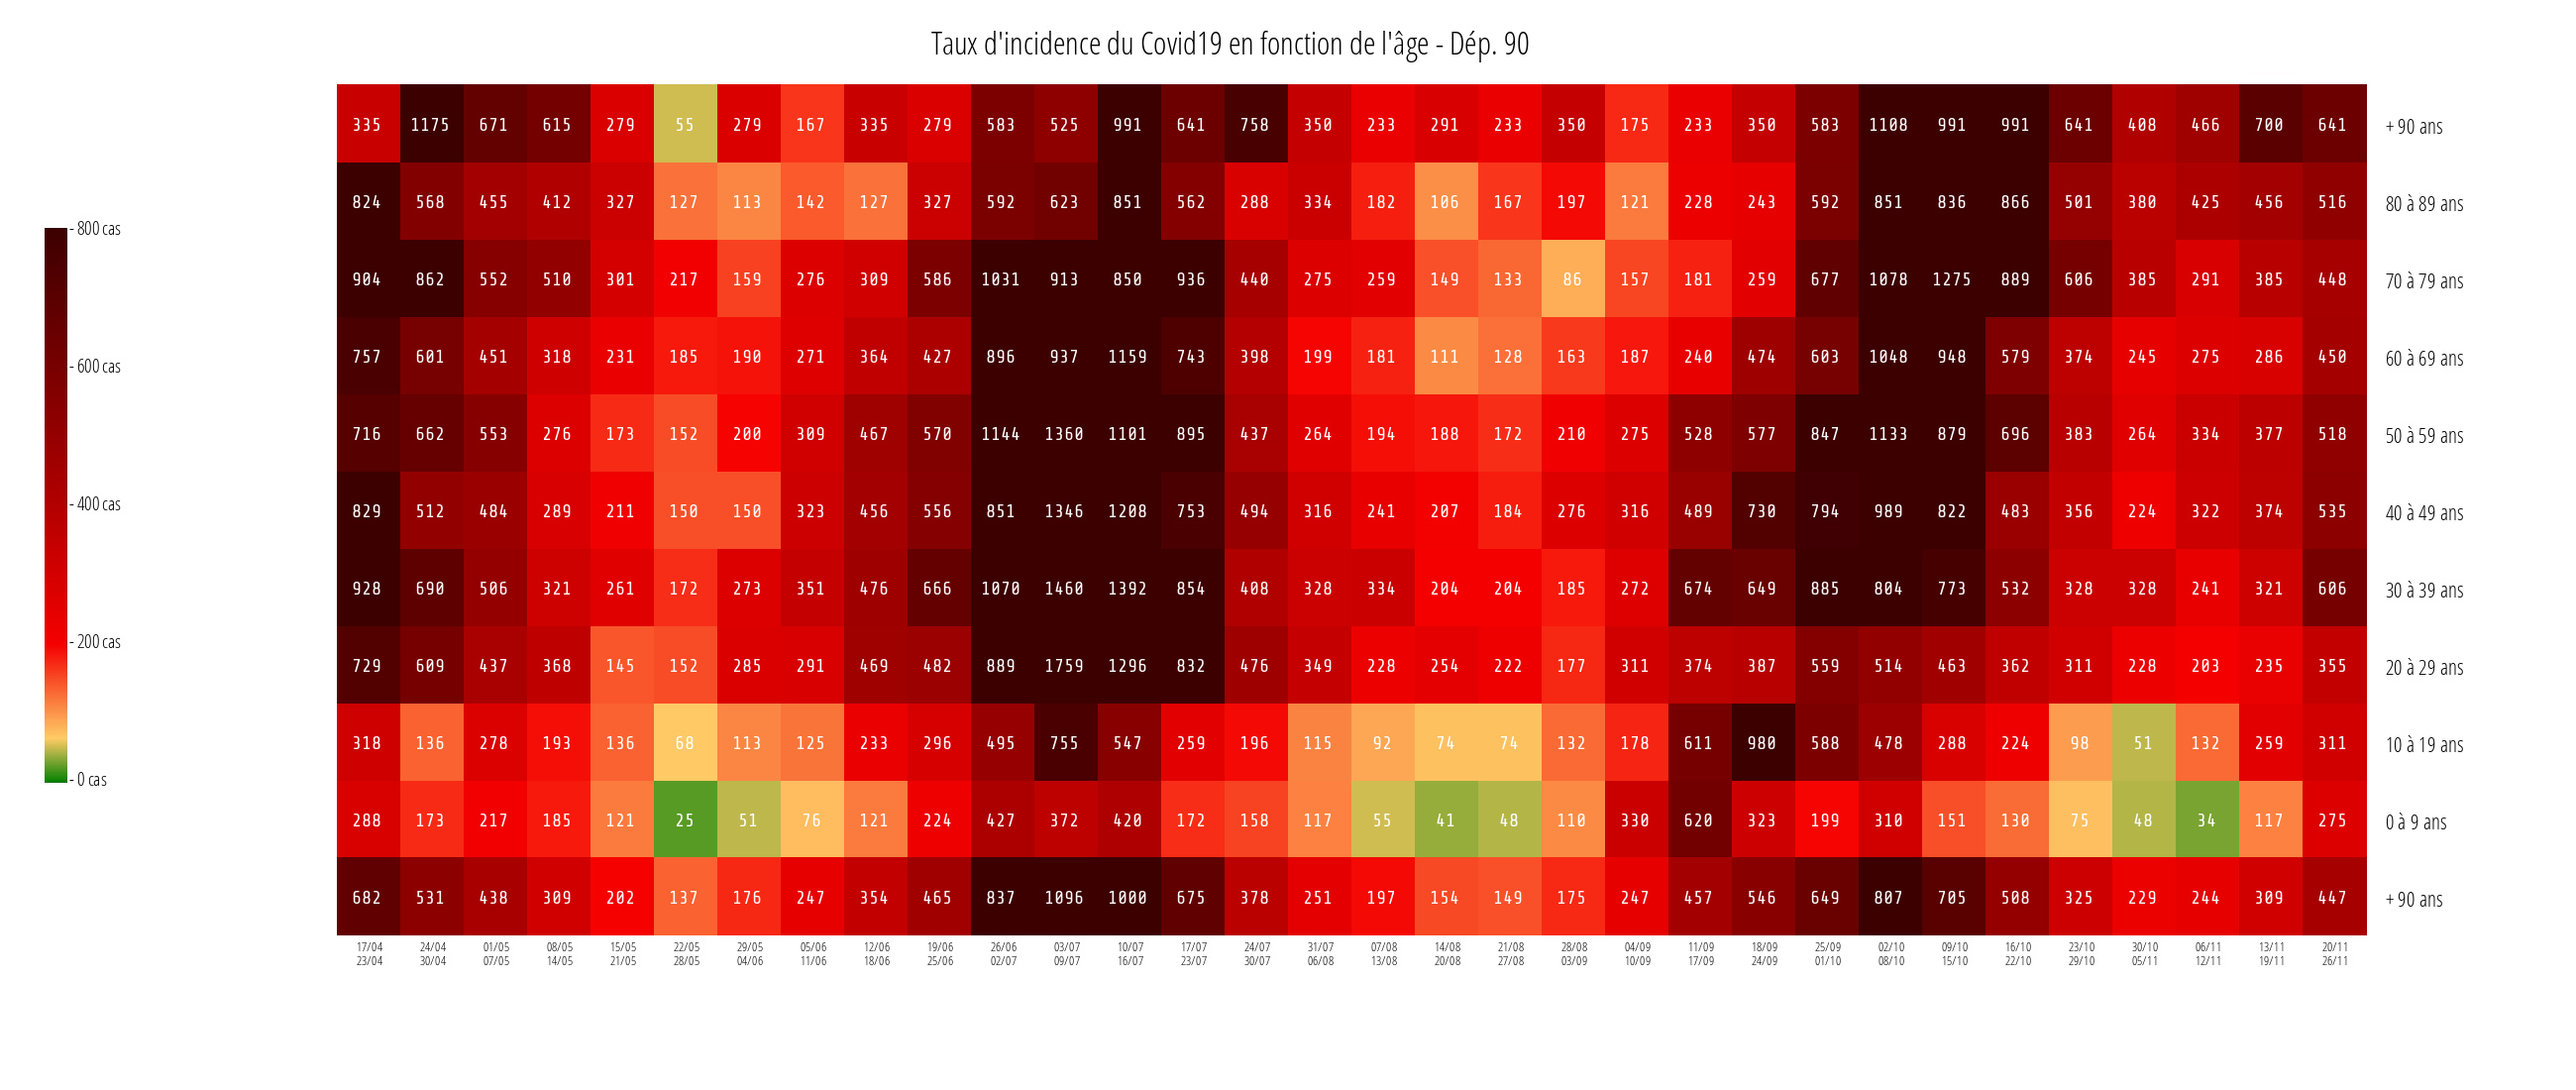 Taux d'incidence du Covid19 en fonction de l'âge - Dép. 90
- 800 cas
- 600 cas
- 400 cas
- 200 cas
- 0 cas
335 1175 671 615 279 55 279 167 335 279 583 525 991 641 758 350 233 291 233 350 175 233 350 583 1108 991 991 641 408 466 700 641 + 90 ans
824 568 455 412 327 127 113 142 127 327 592 623 851 562 288 334 182 106 167 197 121 228 243 592 851 836 866 501 380 425 456 516 80 à 89 ans
904 862 552 510 301 217 159 276 309 586 1031 913 850 936 440 275 259 149 133 86 157 181 259 677 1078 1275 889 606 385 291 385 448 70 à 79 ans
757 601 451 318 231 185 190 271 364 427 896 937 1159 743 398 199 181 111 128 163 187 240 474 603 1048 948 579 374 245 275 286 450 60 à 69 ans
716 662 553 276 173 152 200 309 467 570 1144 1360 1101 895 437 264 194 188 172 210 275 528 577 847 1133 879 696 383 264 334 377 518 50 à 59 ans
829 512 484 289 211 150 150 323 456 556 851 1346 1208 753 494 316 241 207 184 276 316 489 730 794 989 822 483 356 224 322 374 535 40 à 49 ans
928 690 506 321 261 172 273 351 476 666 1070 1460 1392 854 408 328 334 204 204 185 272 674 649 885 804 773 532 328 328 241 321 606 30 à 39 ans
729 609 437 368 145 152 285 291 469 482 889 1759 1296 832 476 349 228 254 222 177 311 374 387 559 514 463 362 311 228 203 235 355 20 à 29 ans
318 136 278 193 136 68 113 125 233 296 495 755 547 259 196 115 92 74 74 132 178 611 980 588 478 288 224 98 51 132 259 311 10 à 19 ans
288 173 217 185 121 25 51 76 121 224 427 372 420 172 158 117 55 41 48 110 330 620 323 199 310 151 130 75 48 34 117 275 0 à 9 ans
682 531 438 309 202 137 176 247 354 465 837 1096 1000 675 378 251 197 154 149 175 247 457 546 649 807 705 508 325 229 244 309 447 + 90 ans
17/04 24/04 01/05 08/05 15/05 22/05 29/05 05/06 12/06 19/06 26/06 03/07 10/07 17/07 24/07 31/07 07/08 14/08 21/08 28/08 04/09 11/09 18/09 25/09 02/10 09/10 16/10 23/10 30/10 06/11 13/11 20/11
23/04 30/04 07/05 14/05 21/05 28/05 04/06 11/06 18/06 25/06 02/07 09/07 16/07 23/07 30/07 06/08 13/08 20/08 27/08 03/09 10/09 17/09 24/09 01/10 08/10 15/10 22/10 29/10 05/11 12/11 19/11 26/11